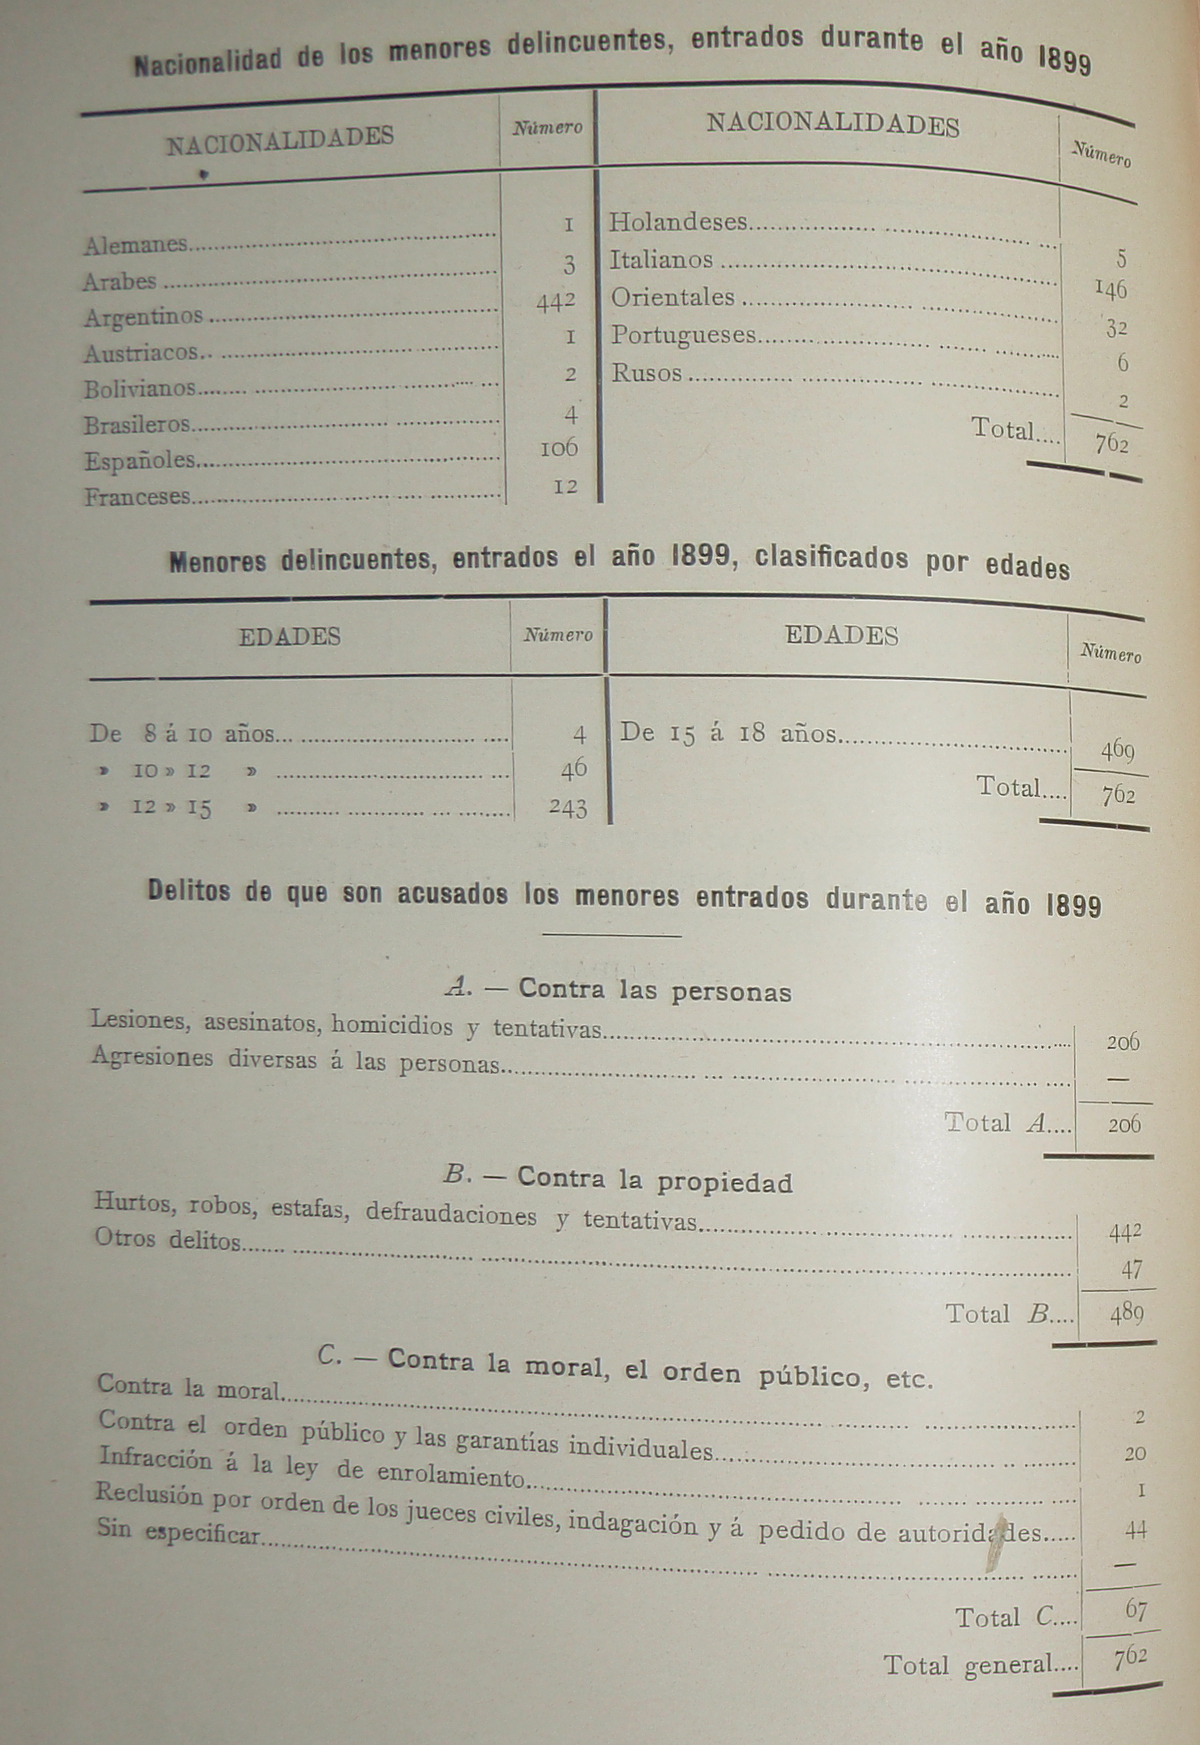 Nacionalidad de los menores delincuentes, entrados durante el año 1899
NACIONALIDADES Número
Alemanes 1
Arabes 3
Argentinos 442
Austriacos 1
Bolivianos 2
Brasileros 4
Españoles 106
Franceses 12
NACIONALIDADES Número
Holandeses 5
Italianos 146
Orientales 32
Portugueses 6
Rusos 2
Total 762
Menores delincuentes, entrados el año 1899, clasificados por edades
EDADES Número
De 8 á 10 años 4
» 10 » 12 » 46
» 12 » 15 » 243
EDADES Número
De 15 á 18 años 469
Total 762
Delitos de que son acusados los menores entrados durante el año 1899
A. — Contra las personas
Lesiones, asesinatos, homicidios y tentativas 206
Agresiones diversas á las personas —
Total A 206
B. — Contra la propiedad
Hurtos, robos, estafas, defraudaciones y tentativas 442
Otros delitos 47
Total B 489
C. — Contra la moral, el orden público, etc.
Contra la moral 2
Contra el orden público y las garantías individuales 20
Infracción á la ley de enrolamiento 1
Reclusión por orden de los jueces civiles, indagación y á pedido de autoridades 44
Sin especificar —
Total C 67
Total general 762